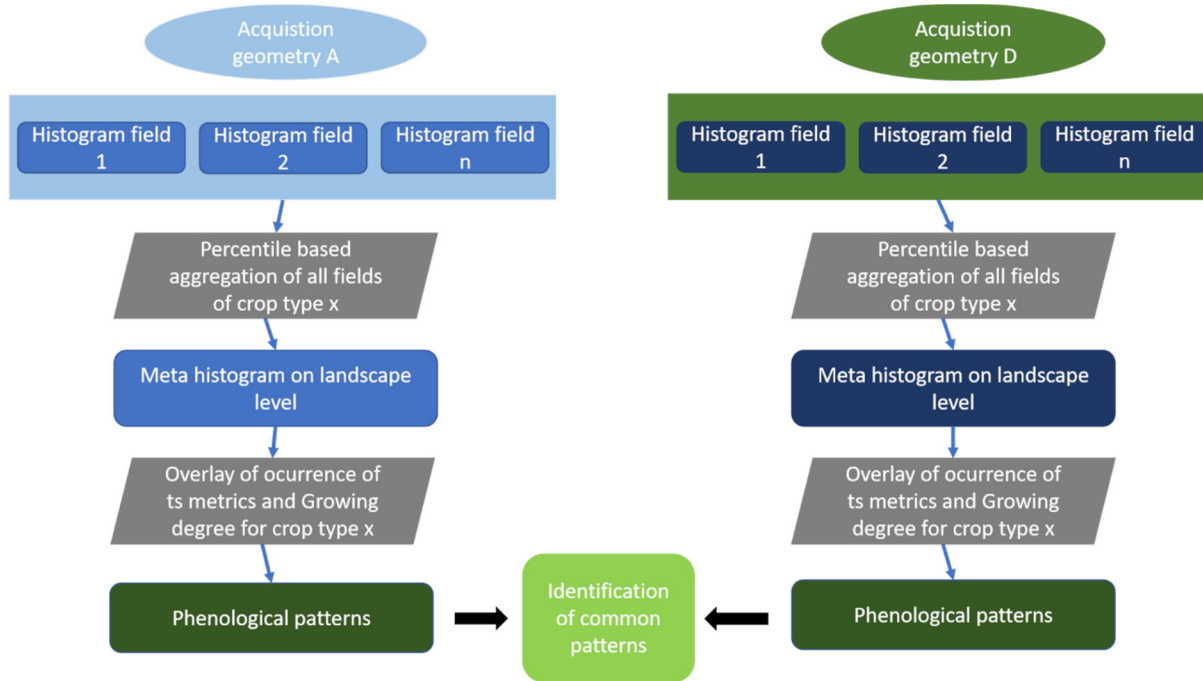 Acquistion
geometry A
Histogram field
1
Histogram field
2
Histogram field
n
Percentile based
aggregation of all fields
of crop type x
Meta histogram on landscape
level
Overlay of ocurrence of
ts metrics and Growing
degree for crop type x
Phenological patterns
Acquistion
geometry D
Histogram field
1
Histogram field
2
Histogram field
n
Percentile based
aggregation of all fields
of crop type x
Meta histogram on landscape
level
Overlay of ocurrence of
ts metrics and Growing
degree for crop type x
Phenological patterns
Identification
of common
patterns